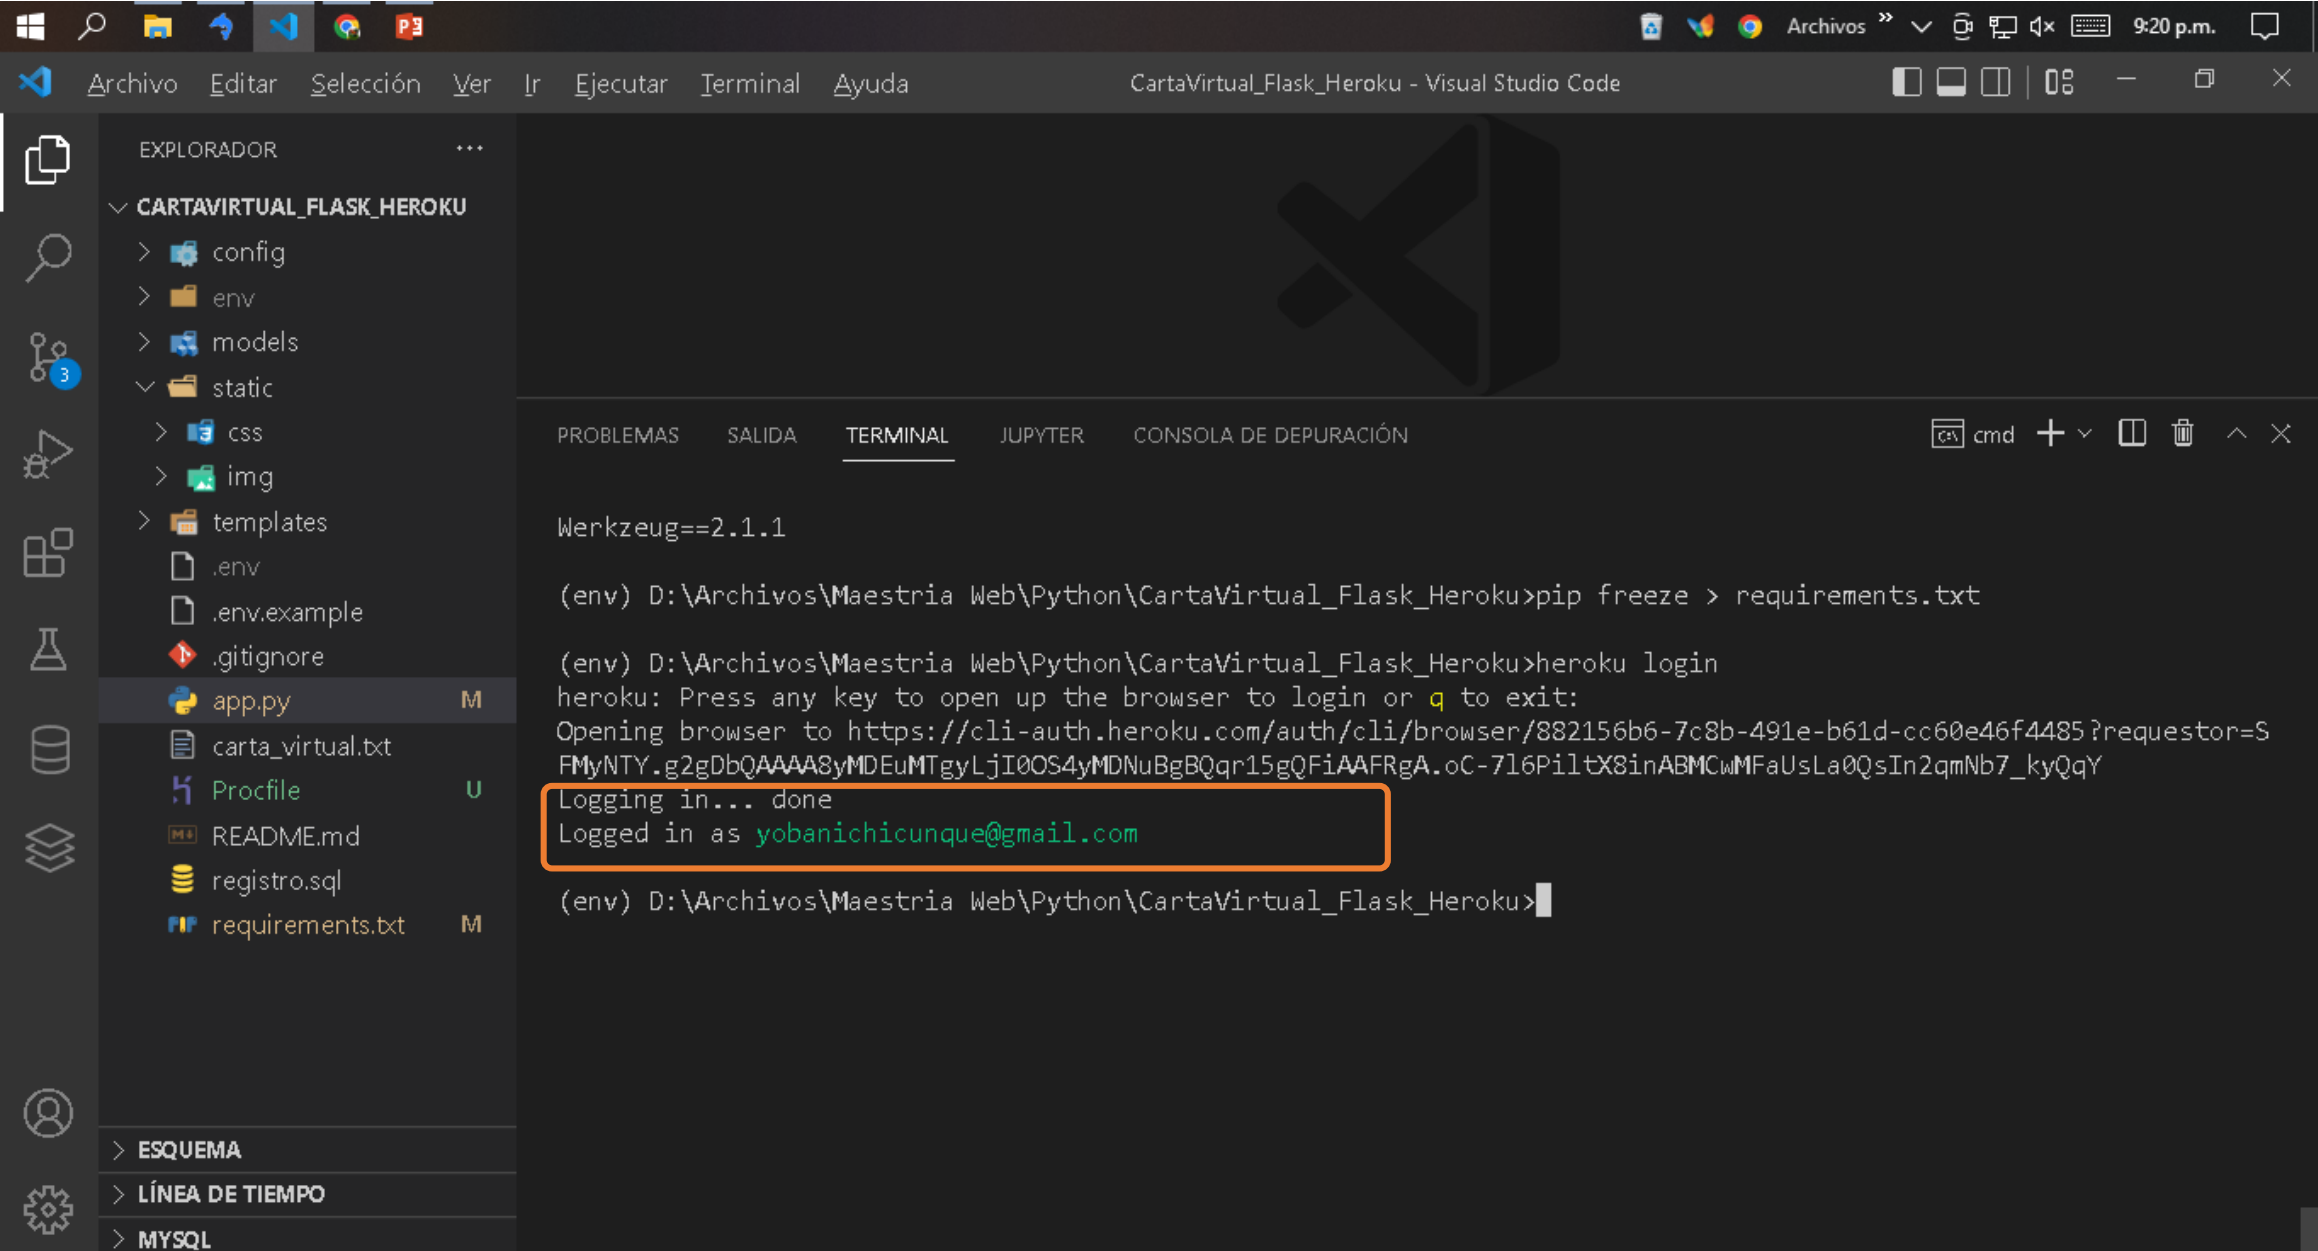 Archivos
9:20 p.m.
Archivo Editar Selección Ver Ir Ejecutar Terminal Ayuda
CartaVirtual_Flask_Heroku - Visual Studio Code
EXPLORADOR
CARTAVIRTUAL_FLASK_HEROKU
config
env
models
static
css
img
templates
.env
.env.example
.gitignore
app.py M
carta_virtual.txt
Procfile U
README.md
registro.sql
requirements.txt M
ESQUEMA
LÍNEA DE TIEMPO
MYSQL
3
PROBLEMAS SALIDA TERMINAL JUPYTER CONSOLA DE DEPURACIÓN
cmd
Werkzeug==2.1.1
(env) D:\Archivos\Maestria Web\Python\CartaVirtual_Flask_Heroku>pip freeze > requirements.txt
(env) D:\Archivos\Maestria Web\Python\CartaVirtual_Flask_Heroku>heroku login
heroku: Press any key to open up the browser to login or q to exit:
Opening browser to https://cli-auth.heroku.com/auth/cli/browser/882156b6-7c8b-491e-b61d-cc60e46f4485?requestor=S
FMyNTY.g2gDbQAAAA8yMDEuMTgyLjI0OS4yMDNuBgBQqr15gQFiAAFRgA.oC-7l6PiltX8inABMCwMFaUsLa0QsIn2qmNb7_kyQqY
Logging in... done
Logged in as yobanichicunque@gmail.com
(env) D:\Archivos\Maestria Web\Python\CartaVirtual_Flask_Heroku>